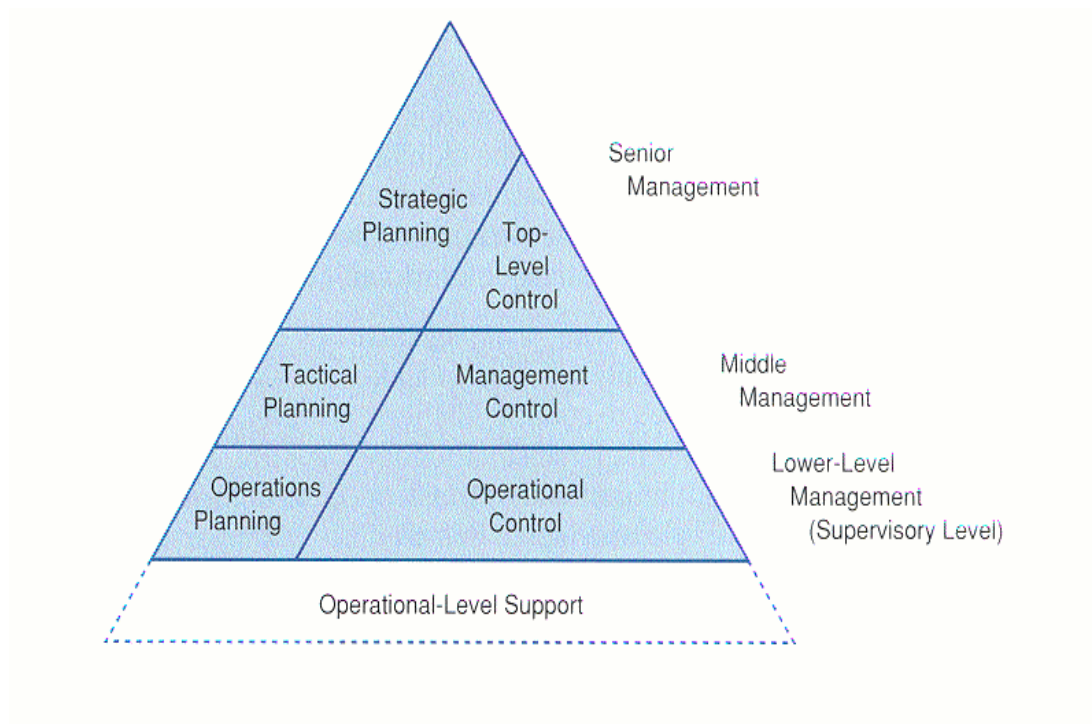 Senior
Management
Strategic
Planning
Top-
Level
Control
Middle
Management
Tactical
Planning
Management
Control
Lower-Level
Management
(Supervisory Level)
Operations
Planning
Operational
Control
Operational-Level Support